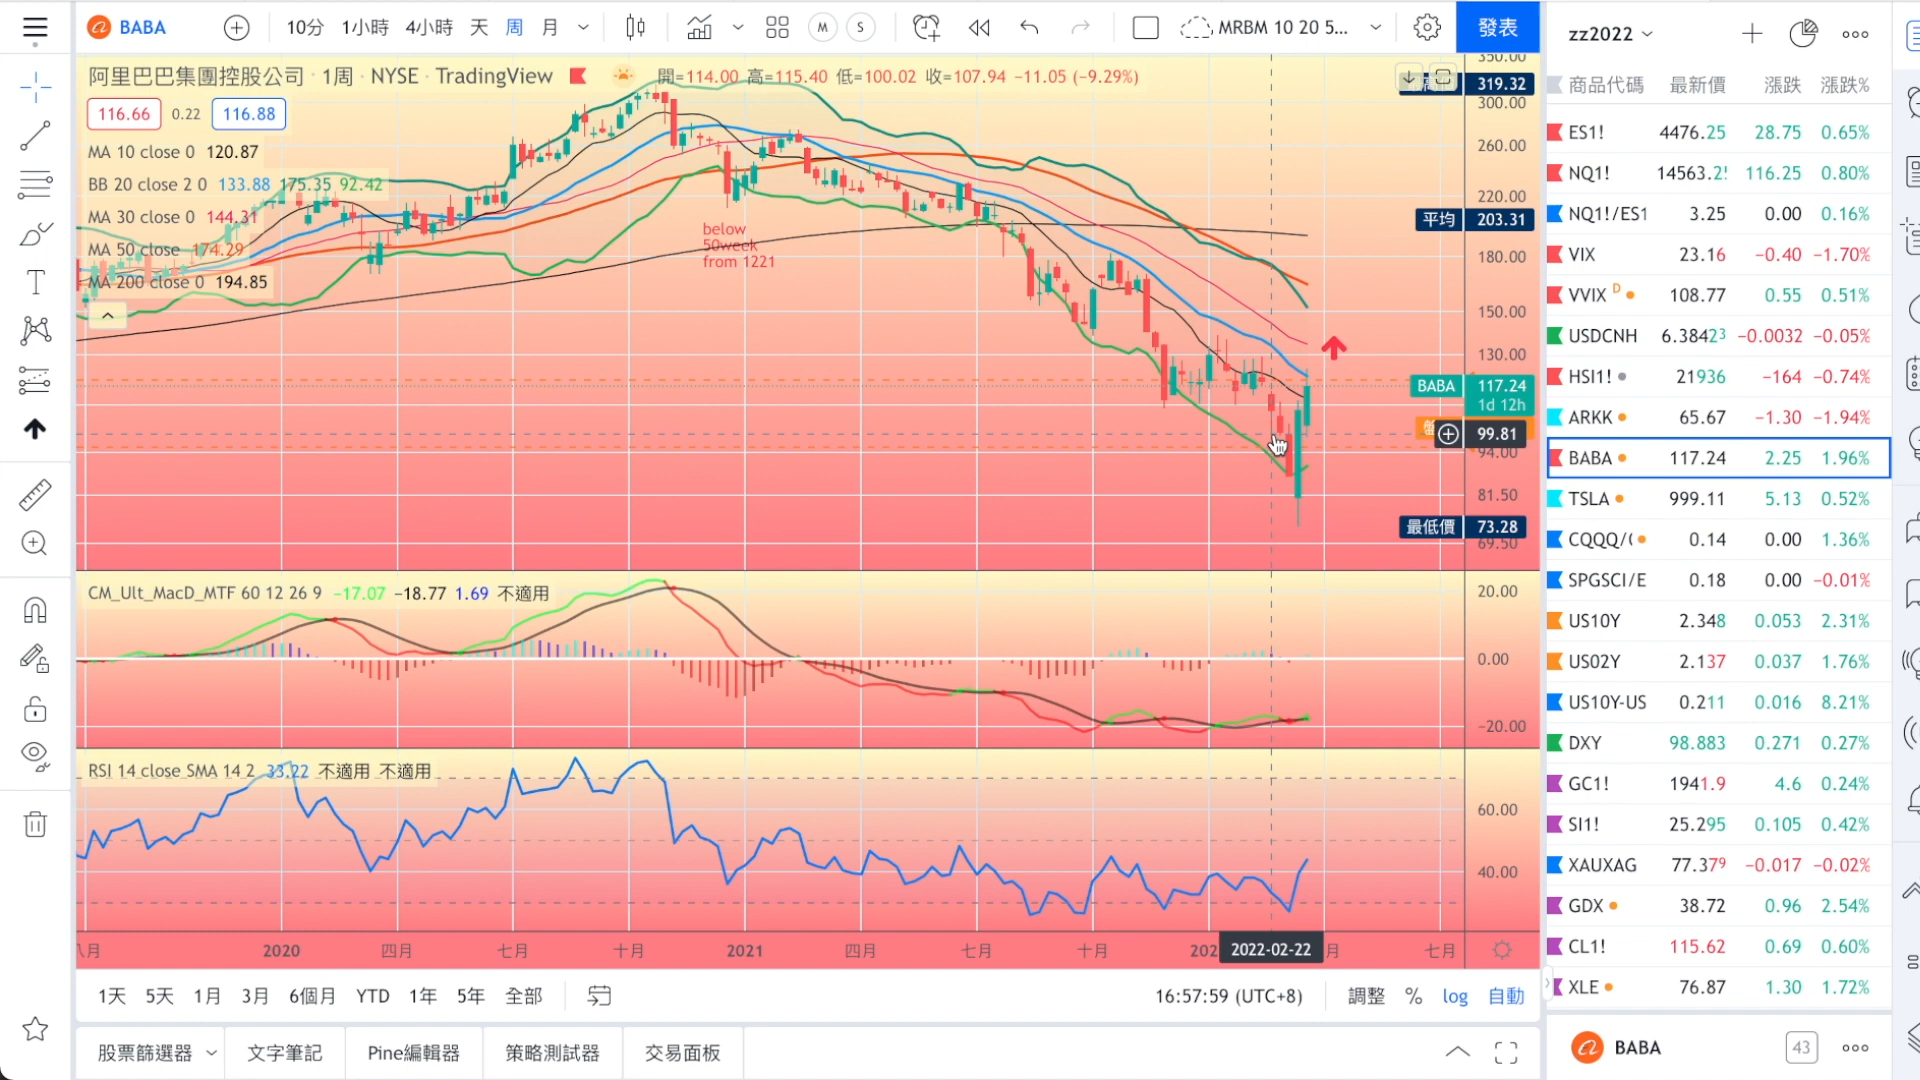 BABA
10分 1小時 4小時 天 周 月
M S
MRBM 10 20 5...
發表
阿里巴巴集團控股公司 · 1周 · NYSE · TradingView
開=114.00 高=115.40 低=100.02 收=107.94 −11.05 (−9.29%)
116.66 0.22 116.88
MA 10 close 0 120.87
BB 20 close 2 0 133.88 175.35 92.42
MA 30 close 0 144.31
MA 50 close 174.29
MA 200 close 0 194.85
below
50week
from 1221
350.00
319.32
300.00
260.00
220.00
平均 203.31
180.00
150.00
130.00
BABA 117.24
1d 12h
99.81
94.00
81.50
最低價 73.28
69.50
CM_Ult_MacD_MTF 60 12 26 9 −17.07 −18.77 1.69 不適用
20.00
0.00
−20.00
RSI 14 close SMA 14 2 33.22 不適用 不適用
60.00
40.00
2020 四月 七月 十月 2021 四月 七月 十月 202 2022-02-22 月 七月
1天 5天 1月 3月 6個月 YTD 1年 5年 全部
16:57:59 (UTC+8) 調整 % log 自動
股票篩選器 文字筆記 Pine編輯器 策略測試器 交易面板
zz2022
商品代碼 最新價 漲跌 漲跌%
ES1! 4476.25 28.75 0.65%
NQ1! 14563.2 116.25 0.80%
NQ1!/ES1 3.25 0.00 0.16%
VIX 23.16 −0.40 −1.70%
VVIX D 108.77 0.55 0.51%
USDCNH 6.38423 −0.0032 −0.05%
HSI1! 21936 −164 −0.74%
ARKK 65.67 −1.30 −1.94%
BABA 117.24 2.25 1.96%
TSLA 999.11 5.13 0.52%
CQQQ/( 0.14 0.00 1.36%
SPGSCI/E 0.18 0.00 −0.01%
US10Y 2.348 0.053 2.31%
US02Y 2.137 0.037 1.76%
US10Y-US 0.211 0.016 8.21%
DXY 98.883 0.271 0.27%
GC1! 1941.9 4.6 0.24%
SI1! 25.295 0.105 0.42%
XAUXAG 77.379 −0.017 −0.02%
GDX 38.72 0.96 2.54%
CL1! 115.62 0.69 0.60%
XLE 76.87 1.30 1.72%
BABA 43